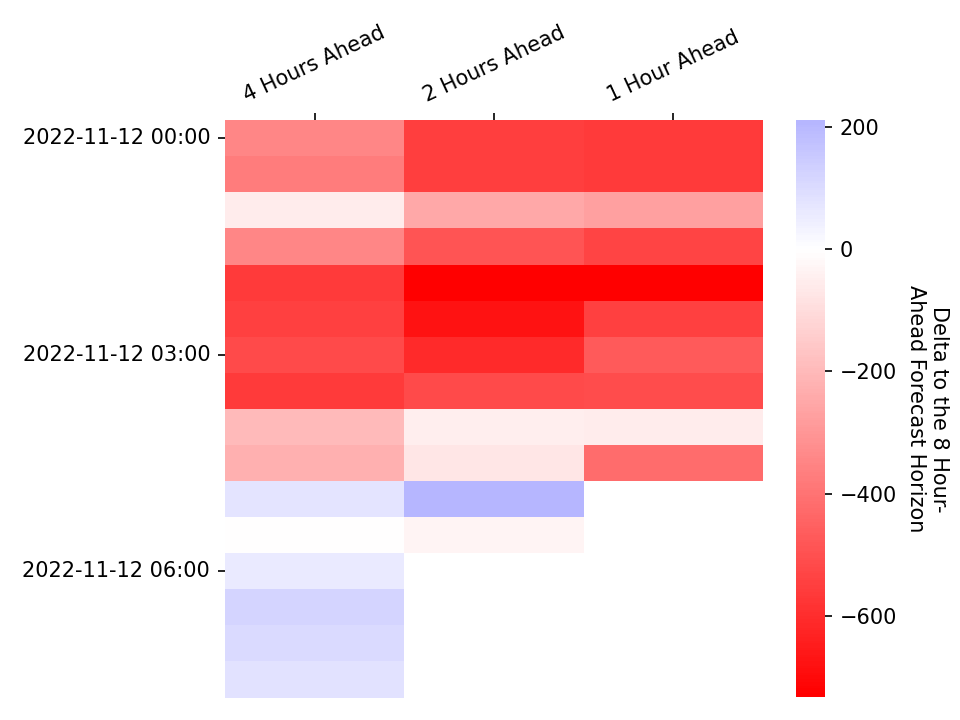 4 Hours Ahead
2 Hours Ahead
1 Hour Ahead
2022-11-12 00:00
2022-11-12 03:00
2022-11-12 06:00
200
0
−200
−400
−600
Delta to the 8 Hour-
Ahead Forecast Horizon